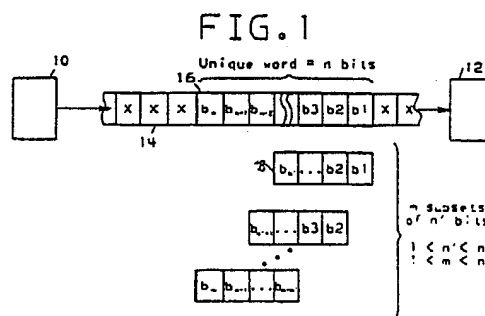 FIG.1
Unique word = n bits
10
16
12
X X X b3 b2 b1 X X
14
18
... b2 b1
m subsets
of n' bits
... b3 b2
1 < n' < n
1 < m < n
...